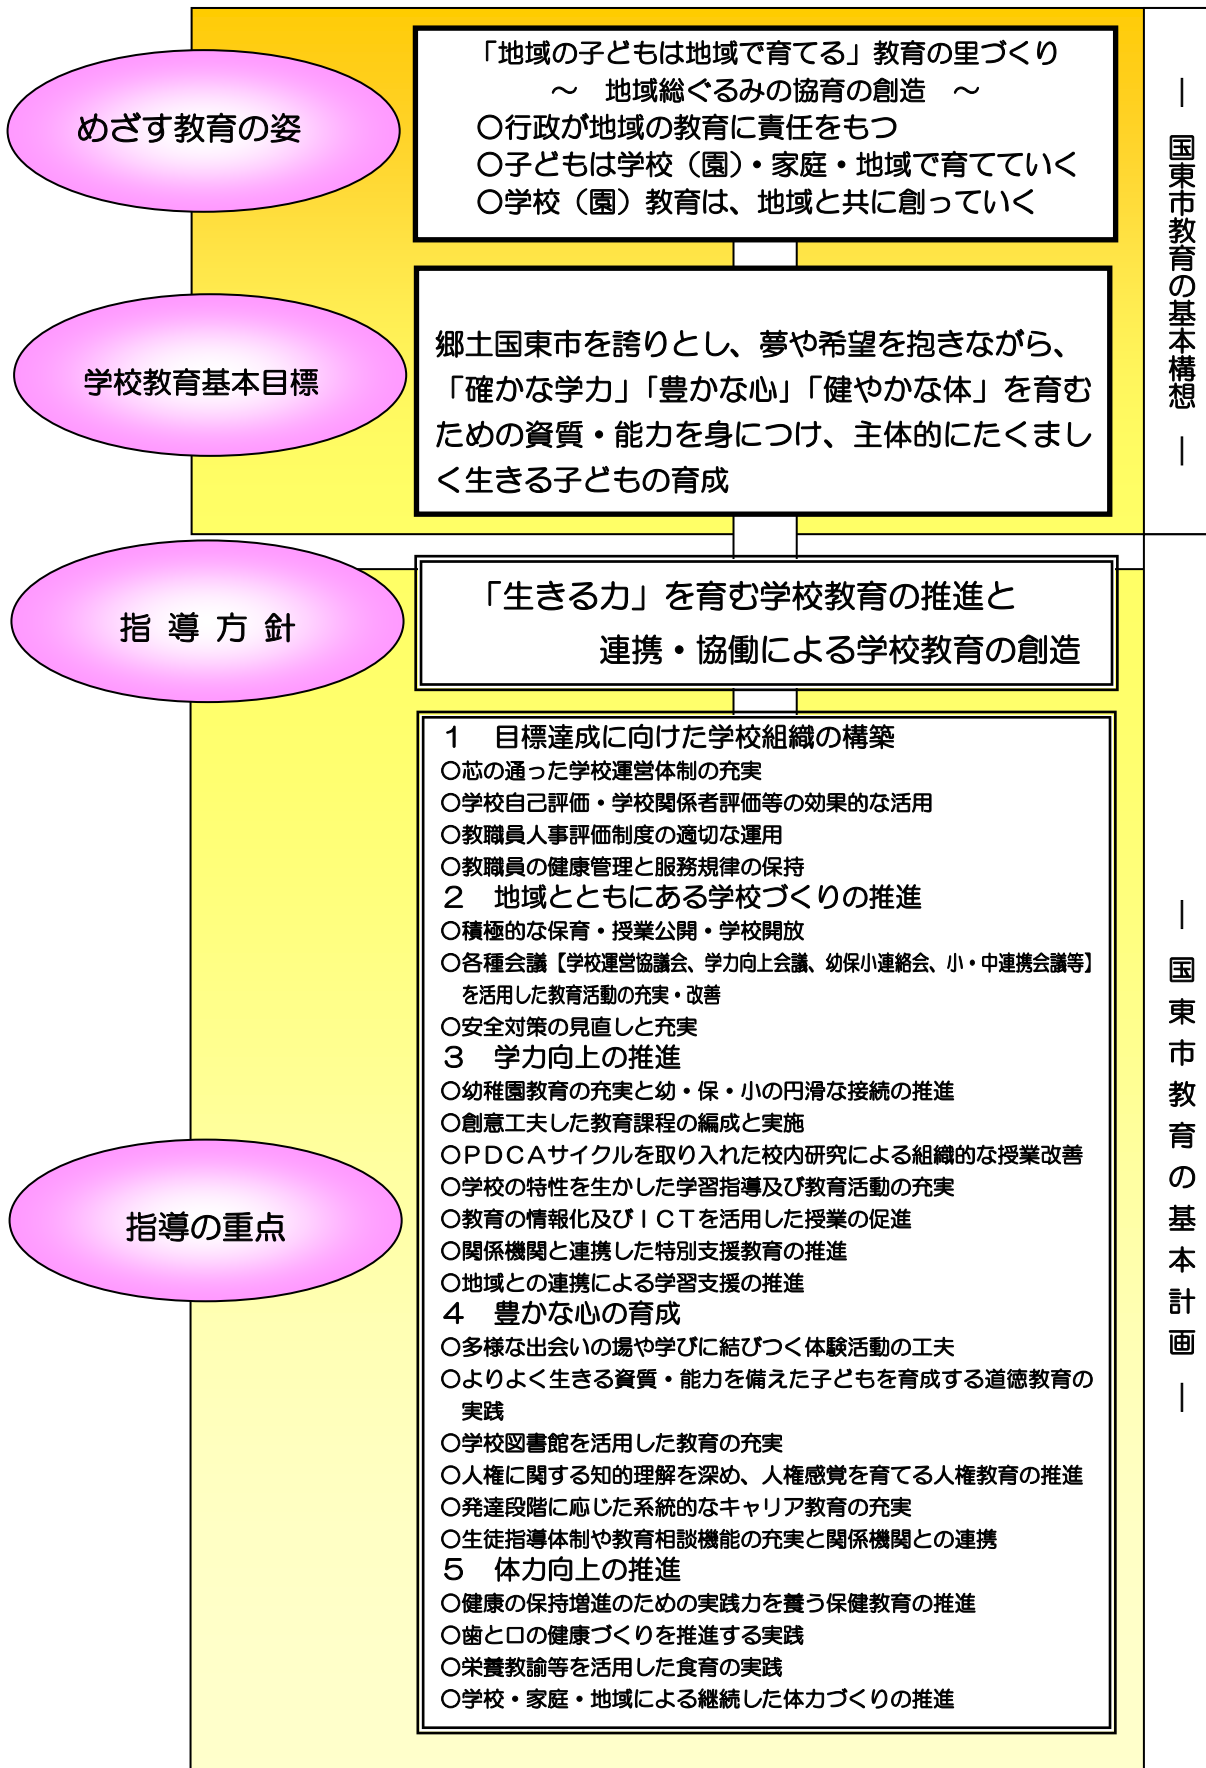 めざす教育の姿
「地域の子どもは地域で育てる」教育の里づくり
～　地域総ぐるみの協育の創造　～
〇行政が地域の教育に責任をもつ
〇子どもは学校（園）・家庭・地域で育てていく
〇学校（園）教育は、地域と共に創っていく
学校教育基本目標
郷土国東市を誇りとし、夢や希望を抱きながら、
「確かな学力」「豊かな心」「健やかな体」を育む
ための資質・能力を身につけ、主体的にたくまし
く生きる子どもの育成
｜　国東市教育の基本構想　｜
指 導 方 針
「生きる力」を育む学校教育の推進と
連携・協働による学校教育の創造
指導の重点
１　目標達成に向けた学校組織の構築
〇芯の通った学校運営体制の充実
〇学校自己評価・学校関係者評価等の効果的な活用
〇教職員人事評価制度の適切な運用
〇教職員の健康管理と服務規律の保持
２　地域とともにある学校づくりの推進
〇積極的な保育・授業公開・学校開放
〇各種会議【学校運営協議会、学力向上会議、幼保小連絡会、小・中連携会議等】
を活用した教育活動の充実・改善
〇安全対策の見直しと充実
３　学力向上の推進
〇幼稚園教育の充実と幼・保・小の円滑な接続の推進
〇創意工夫した教育課程の編成と実施
〇ＰＤＣＡサイクルを取り入れた校内研究による組織的な授業改善
〇学校の特性を生かした学習指導及び教育活動の充実
〇教育の情報化及びＩＣＴを活用した授業の促進
〇関係機関と連携した特別支援教育の推進
〇地域との連携による学習支援の推進
４　豊かな心の育成
〇多様な出会いの場や学びに結びつく体験活動の工夫
〇よりよく生きる資質・能力を備えた子どもを育成する道徳教育の
実践
〇学校図書館を活用した教育の充実
〇人権に関する知的理解を深め、人権感覚を育てる人権教育の推進
〇発達段階に応じた系統的なキャリア教育の充実
〇生徒指導体制や教育相談機能の充実と関係機関との連携
５　体力向上の推進
〇健康の保持増進のための実践力を養う保健教育の推進
〇歯と口の健康づくりを推進する実践
〇栄養教諭等を活用した食育の実践
〇学校・家庭・地域による継続した体力づくりの推進
｜　国東市教育の基本計画　｜